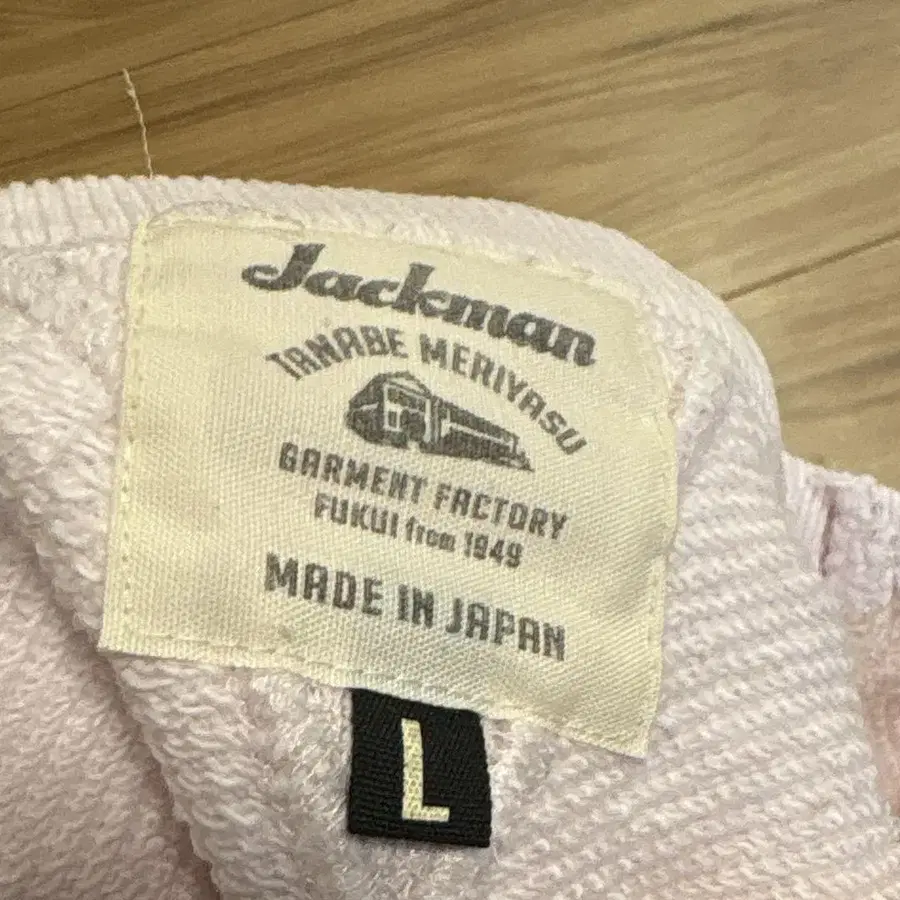 Jackman
TANABE MERIYASU
GARMENT FACTORY
FUKUI from 1949
MADE IN JAPAN
L